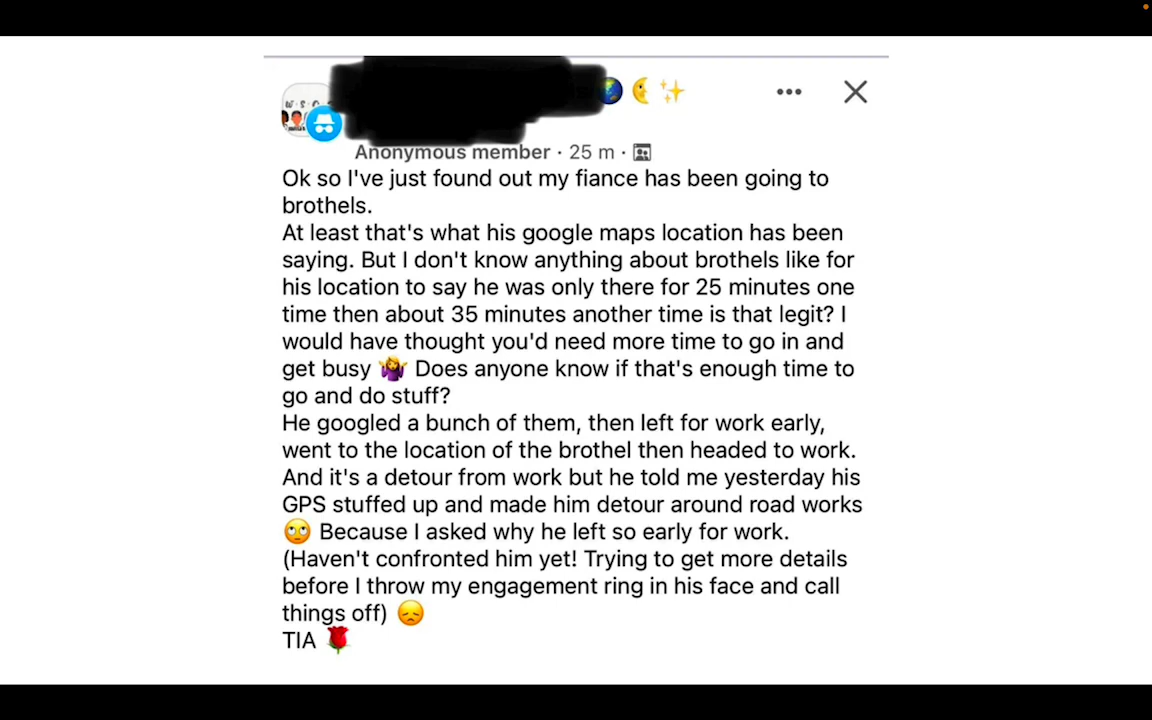 Anonymous member · 25 m ·
Ok so I've just found out my fiance has been going to
brothels.
At least that's what his google maps location has been
saying. But I don't know anything about brothels like for
his location to say he was only there for 25 minutes one
time then about 35 minutes another time is that legit? I
would have thought you'd need more time to go in and
get busy 🤷‍♀️ Does anyone know if that's enough time to
go and do stuff?
He googled a bunch of them, then left for work early,
went to the location of the brothel then headed to work.
And it's a detour from work but he told me yesterday his
GPS stuffed up and made him detour around road works
🙄 Because I asked why he left so early for work.
(Haven't confronted him yet! Trying to get more details
before I throw my engagement ring in his face and call
things off) 😞
TIA 🌹